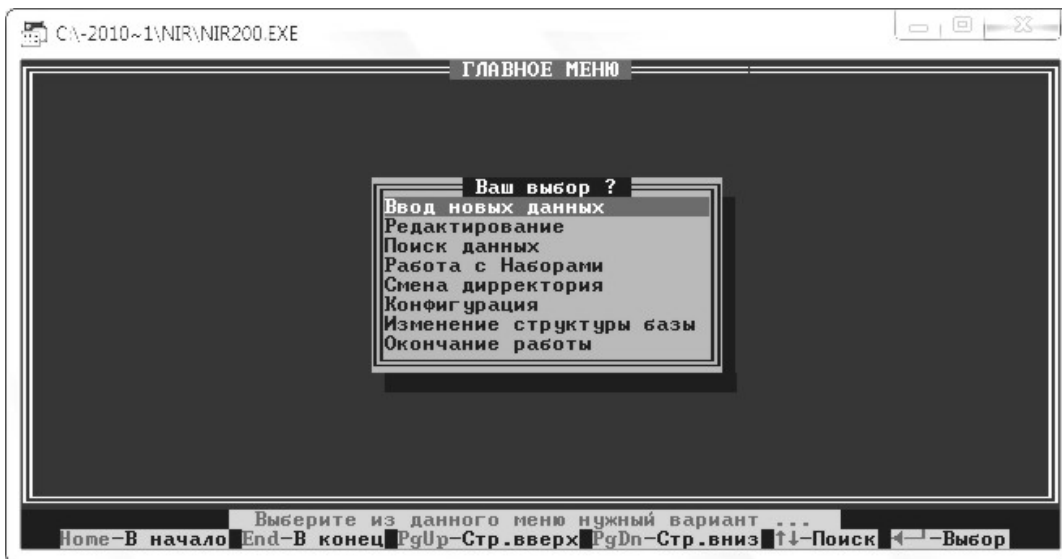 C:\-2010~1\NIR\NIR200.EXE
ГЛАВНОЕ МЕНЮ
Ваш выбор ?
Ввод новых данных
Редактирование
Поиск данных
Работа с Наборами
Смена дирректория
Конфигурация
Изменение структуры базы
Окончание работы
Выберите из данного меню нужный вариант ...
Home-В начало End-В конец PgUp-Стр.вверх PgDn-Стр.вниз ↑↓-Поиск ◄─┘-Выбор